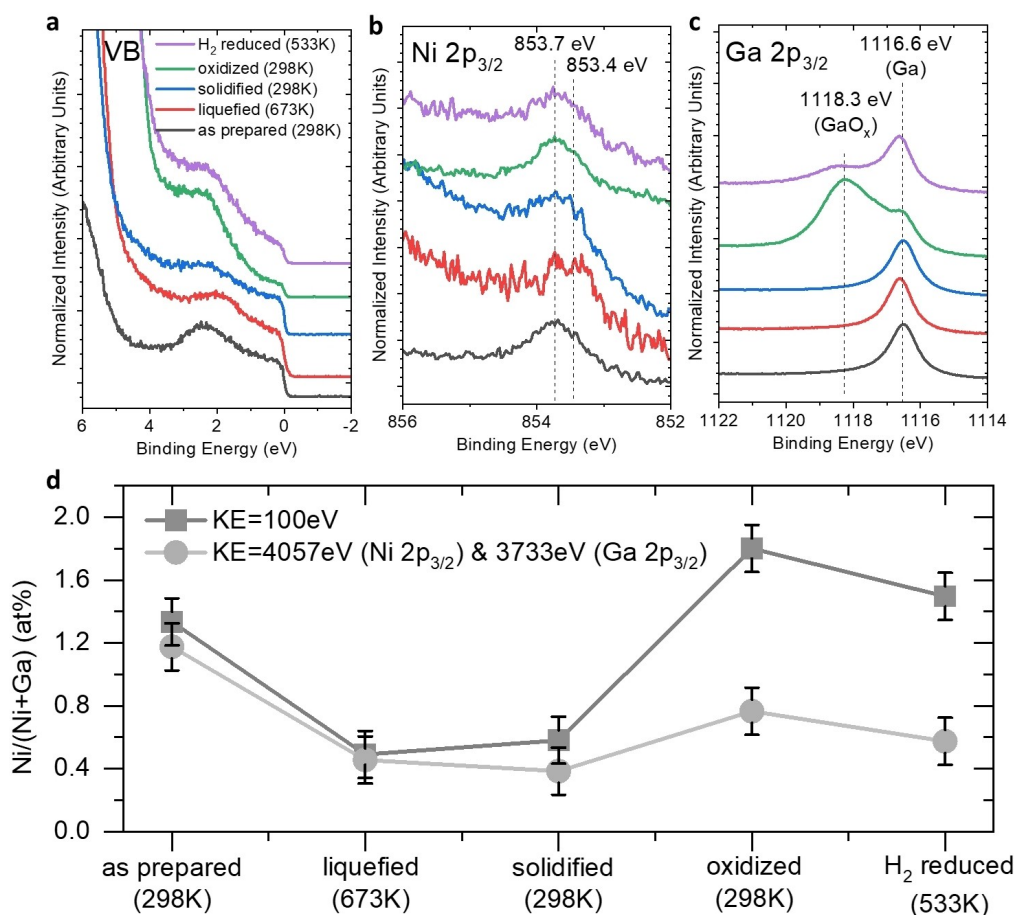 a
VB
H₂ reduced (533K)
oxidized (298K)
solidified (298K)
liquefied (673K)
as prepared (298K)
Normalized Intensity (Arbitrary Units)
6 4 2 0 -2
Binding Energy (eV)
b
Ni 2p₃/₂
853.7 eV
853.4 eV
Normalized Intensity (Arbitrary Units)
856 854 852
Binding Energy (eV)
c
Ga 2p₃/₂
1116.6 eV
(Ga)
1118.3 eV
(GaOₓ)
Normalized Intensity (Arbitrary Units)
1122 1120 1118 1116 1114
Binding Energy (eV)
d
KE=100eV
KE=4057eV (Ni 2p₃/₂) & 3733eV (Ga 2p₃/₂)
Ni/(Ni+Ga) (at%)
2.0
1.6
1.2
0.8
0.4
0.0
as prepared
(298K)
liquefied
(673K)
solidified
(298K)
oxidized
(298K)
H₂ reduced
(533K)